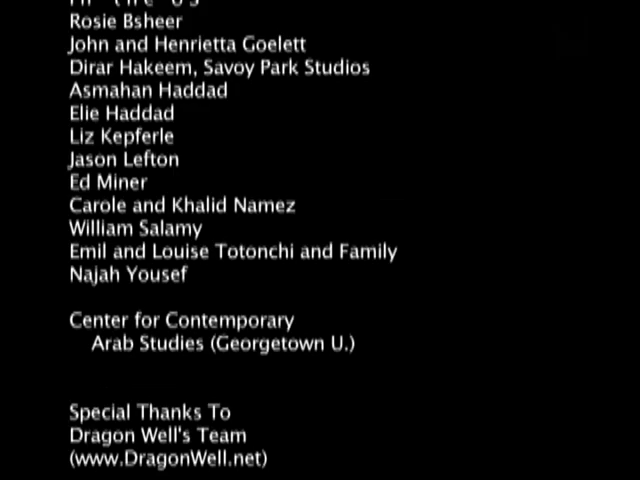 Rosie Bsheer
John and Henrietta Goelett
Dirar Hakeem, Savoy Park Studios
Asmahan Haddad
Elie Haddad
Liz Kepferle
Jason Lefton
Ed Miner
Carole and Khalid Namez
William Salamy
Emil and Louise Totonchi and Family
Najah Yousef
Center for Contemporary
Arab Studies (Georgetown U.)
Special Thanks To
Dragon Well's Team
(www.DragonWell.net)